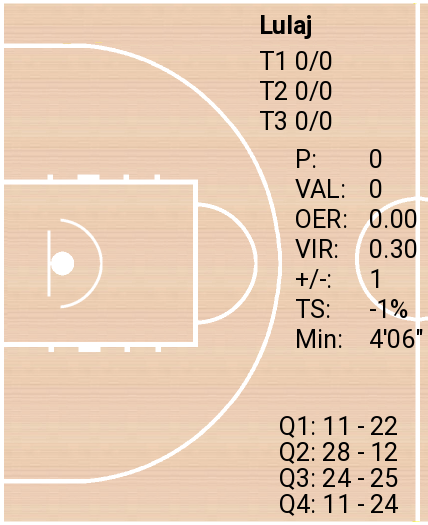 Lulaj
T1 0/0
T2 0/0
T3 0/0
P: 0
VAL: 0
OER: 0.00
VIR: 0.30
+/-: 1
TS: -1%
Min: 4'06"
Q1: 11 - 22
Q2: 28 - 12
Q3: 24 - 25
Q4: 11 - 24